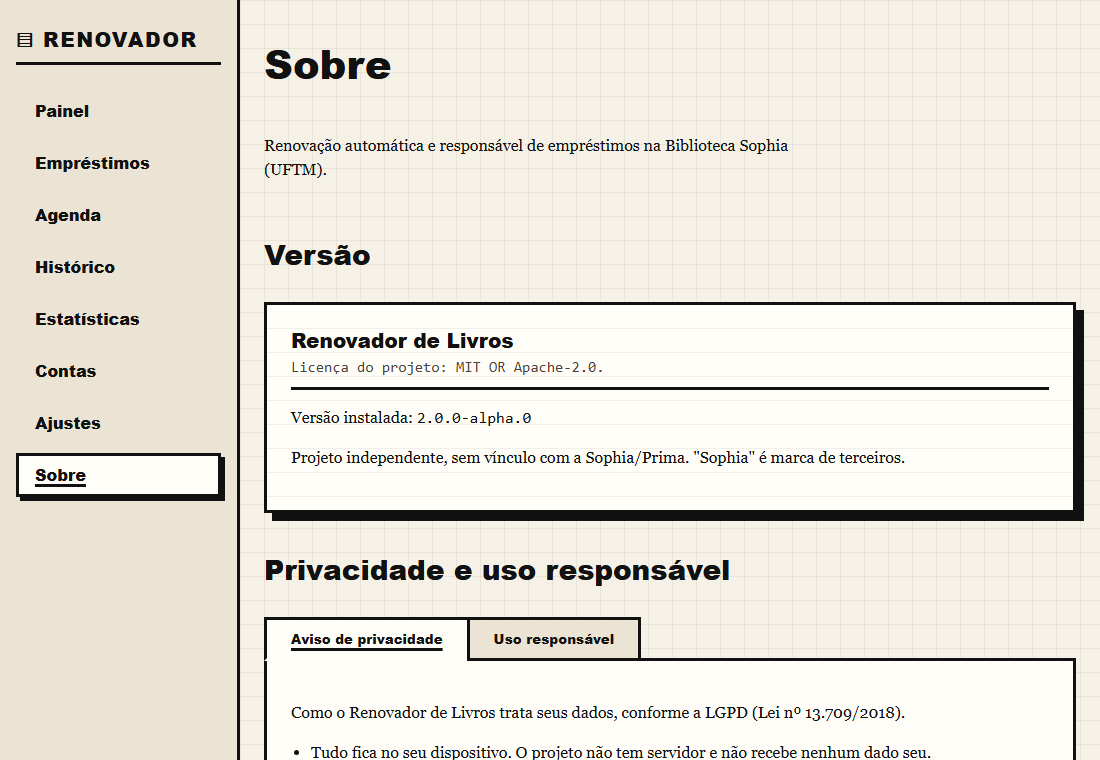 RENOVADOR
Painel
Empréstimos
Agenda
Histórico
Estatísticas
Contas
Ajustes
Sobre
Sobre
Renovação automática e responsável de empréstimos na Biblioteca Sophia
(UFTM).
Versão
Renovador de Livros
Licença do projeto: MIT OR Apache-2.0.
Versão instalada: 2.0.0-alpha.0
Projeto independente, sem vínculo com a Sophia/Prima. "Sophia" é marca de terceiros.
Privacidade e uso responsável
Aviso de privacidade
Uso responsável
Como o Renovador de Livros trata seus dados, conforme a LGPD (Lei nº 13.709/2018).
• Tudo fica no seu dispositivo. O projeto não tem servidor e não recebe nenhum dado seu.